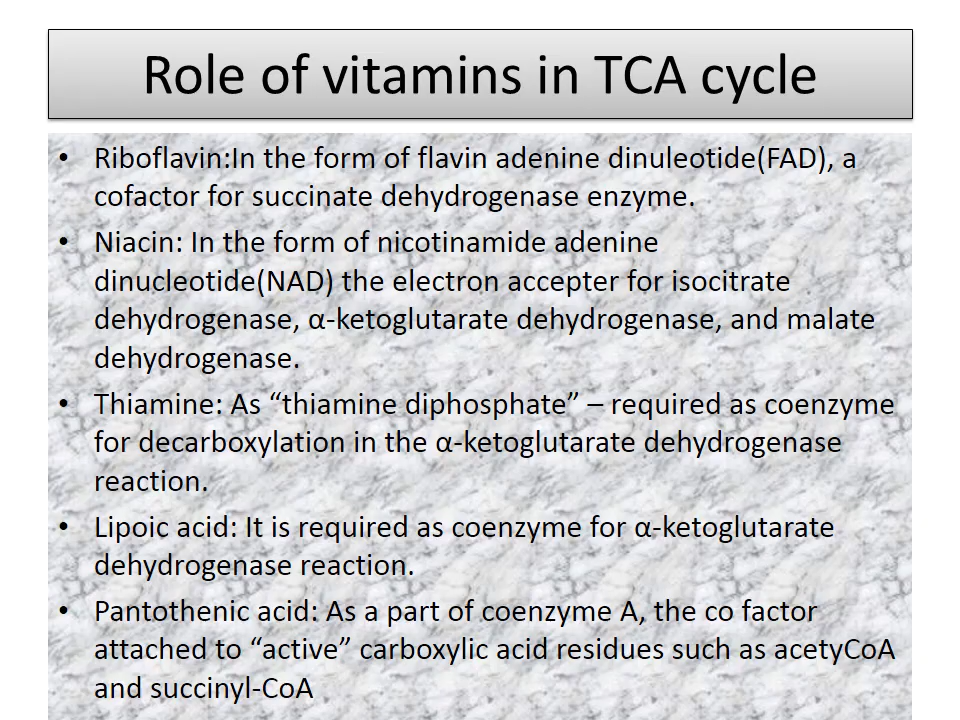 Role of vitamins in TCA cycle
• Riboflavin:In the form of flavin adenine dinuleotide(FAD), a
cofactor for succinate dehydrogenase enzyme.
• Niacin: In the form of nicotinamide adenine
dinucleotide(NAD) the electron accepter for isocitrate
dehydrogenase, α-ketoglutarate dehydrogenase, and malate
dehydrogenase.
• Thiamine: As “thiamine diphosphate” – required as coenzyme
for decarboxylation in the α-ketoglutarate dehydrogenase
reaction.
• Lipoic acid: It is required as coenzyme for α-ketoglutarate
dehydrogenase reaction.
• Pantothenic acid: As a part of coenzyme A, the co factor
attached to “active” carboxylic acid residues such as acetyCoA
and succinyl-CoA